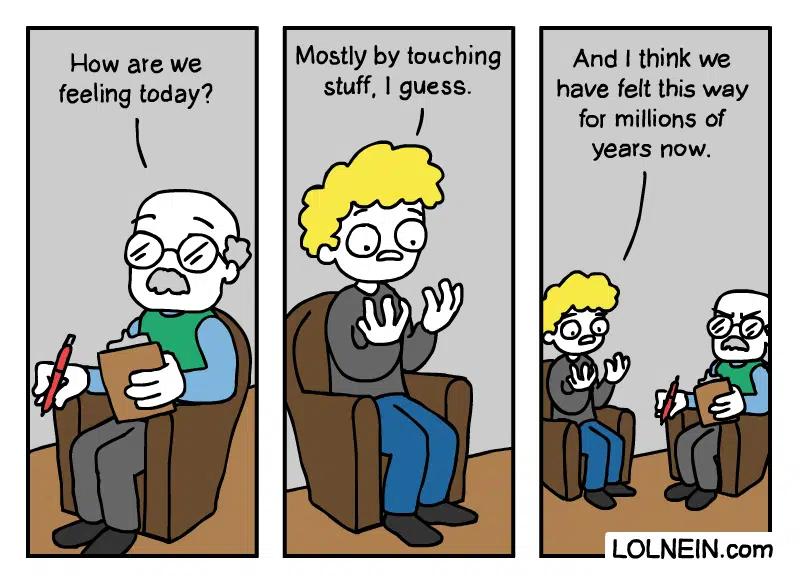 How are we
feeling today?
Mostly by touching
stuff, I guess.
And I think we
have felt this way
for millions of
years now.
LOLNEIN.com